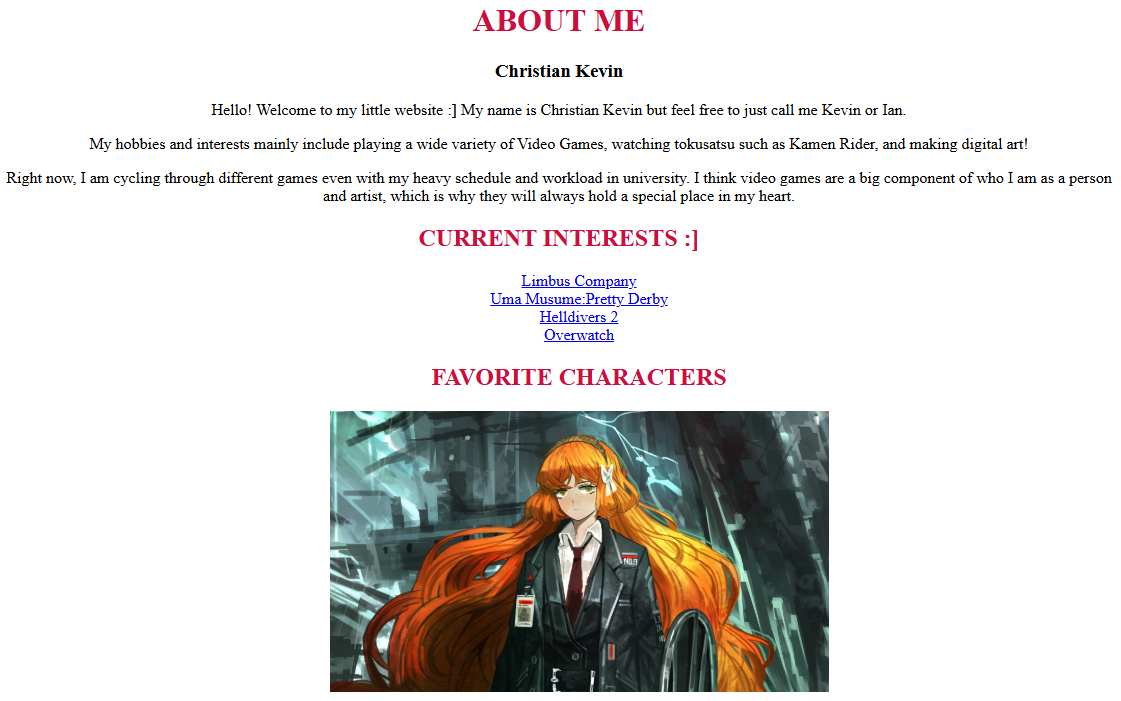 ABOUT ME
Christian Kevin
Hello! Welcome to my little website :] My name is Christian Kevin but feel free to just call me Kevin or Ian.
My hobbies and interests mainly include playing a wide variety of Video Games, watching tokusatsu such as Kamen Rider, and making digital art!
Right now, I am cycling through different games even with my heavy schedule and workload in university. I think video games are a big component of who I am as a person
and artist, which is why they will always hold a special place in my heart.
CURRENT INTERESTS :]
Limbus Company
Uma Musume:Pretty Derby
Helldivers 2
Overwatch
FAVORITE CHARACTERS